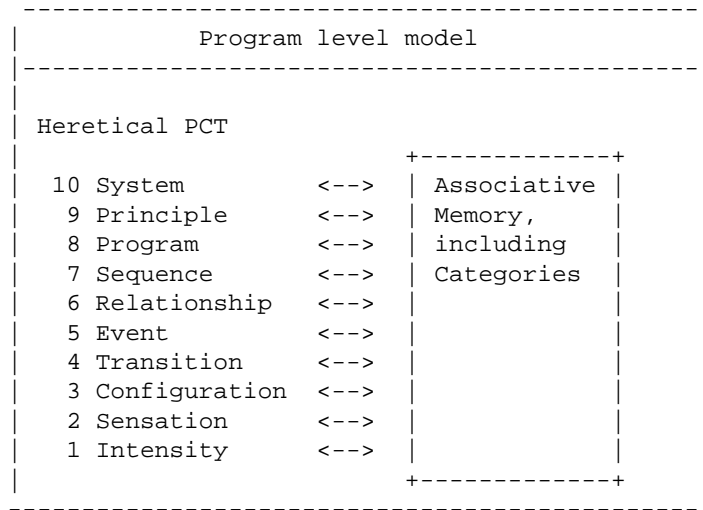 Program level model
Heretical PCT
10 System <--> | Associative |
9 Principle <--> | Memory, |
8 Program <--> | including |
7 Sequence <--> | Categories |
6 Relationship <--> | |
5 Event <--> | |
4 Transition <--> | |
3 Configuration <--> | |
2 Sensation <--> | |
1 Intensity <--> | |